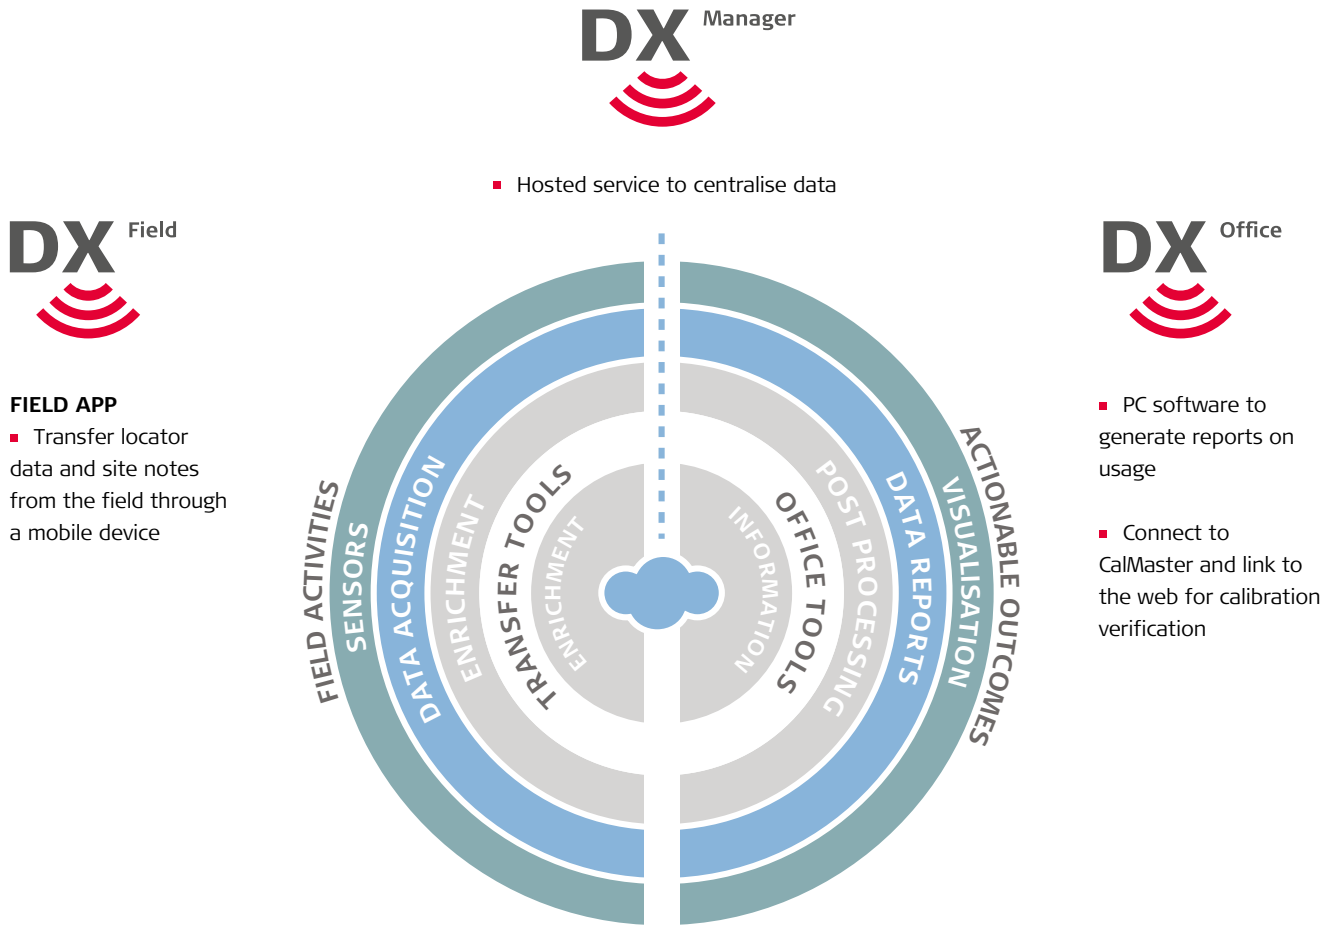 DX Manager
Hosted service to centralise data
DX Field
FIELD APP
Transfer locator
data and site notes
from the field through
a mobile device
FIELD ACTIVITIES
SENSORS
DATA ACQUISITION
ENRICHMENT
TRANSFER TOOLS
ENRICHMENT
INFORMATION
OFFICE TOOLS
POST PROCESSING
DATA REPORTS
VISUALISATION
ACTIONABLE OUTCOMES
DX Office
PC software to
generate reports on
usage
Connect to
CalMaster and link to
the web for calibration
verification